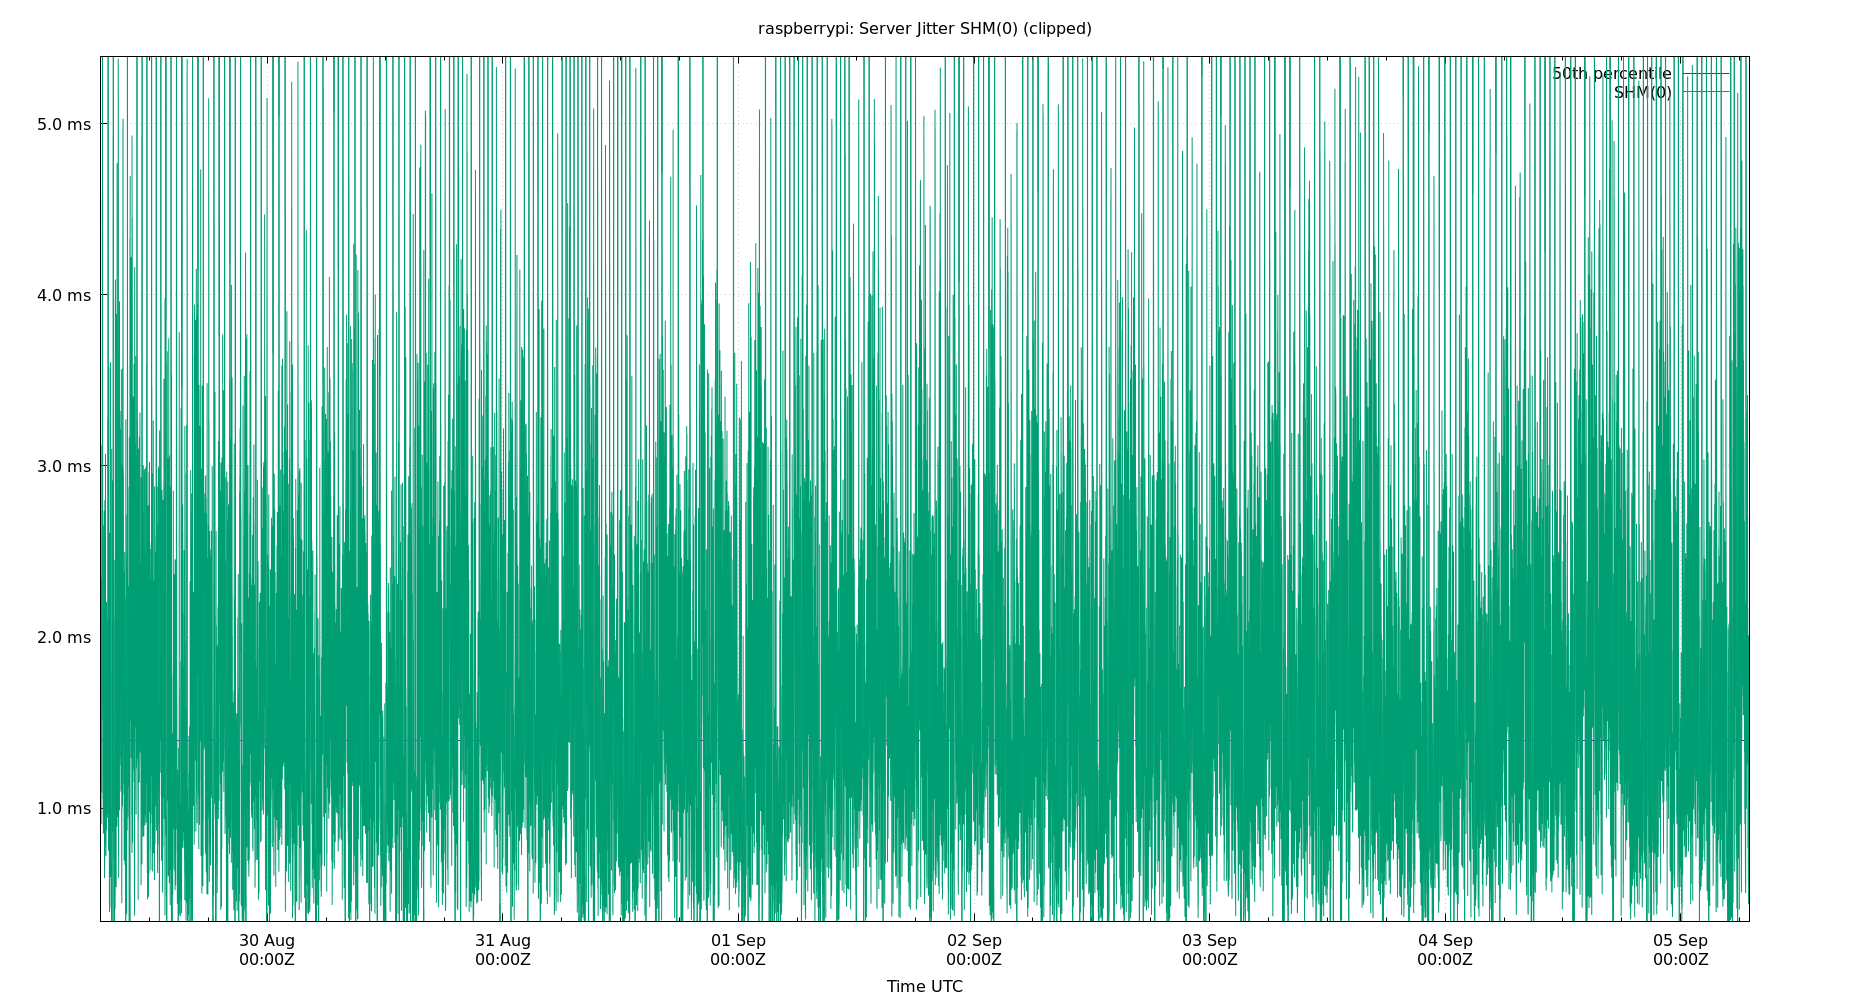 raspberrypi: Server Jitter SHM(0) (clipped)
50th percentile
SHM(0)
5.0 ms
4.0 ms
3.0 ms
2.0 ms
1.0 ms
30 Aug 31 Aug 01 Sep 02 Sep 03 Sep 04 Sep 05 Sep
00:00Z 00:00Z 00:00Z 00:00Z 00:00Z 00:00Z 00:00Z
Time UTC